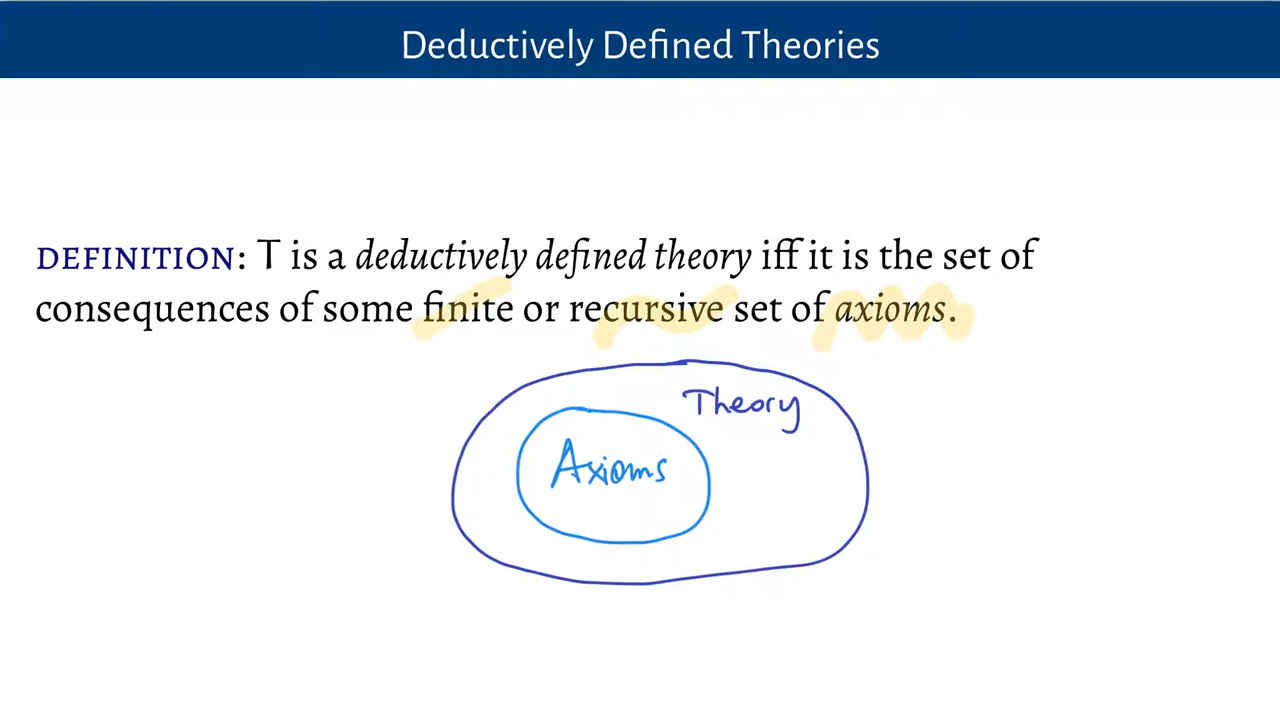 Deductively Defined Theories
DEFINITION: T is a deductively defined theory iff it is the set of
consequences of some finite or recursive set of axioms.
Theory
Axioms